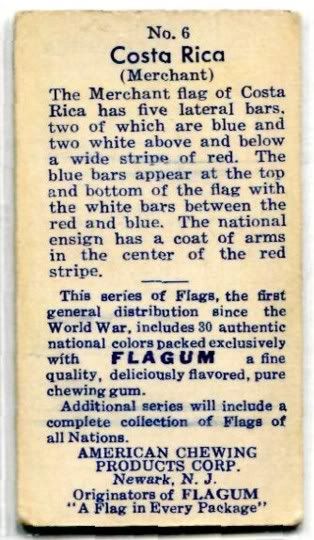 No. 6
Costa Rica
(Merchant)
The Merchant flag of Costa
Rica has five lateral bars,
two of which are blue and
two white above and below
a wide stripe of red. The
blue bars appear at the top
and bottom of the flag with
the white bars between the
red and blue. The national
ensign has a coat of arms
in the center of the red
stripe.
This series of Flags, the first
general distribution since the
World War, includes 30 authentic
national colors packed exclusively
with FLAGUM a fine
quality, deliciously flavored, pure
chewing gum.
Additional series will include a
complete collection of Flags of
all Nations.
AMERICAN CHEWING
PRODUCTS CORP.
Newark, N. J.
Originators of FLAGUM
"A Flag in Every Package"